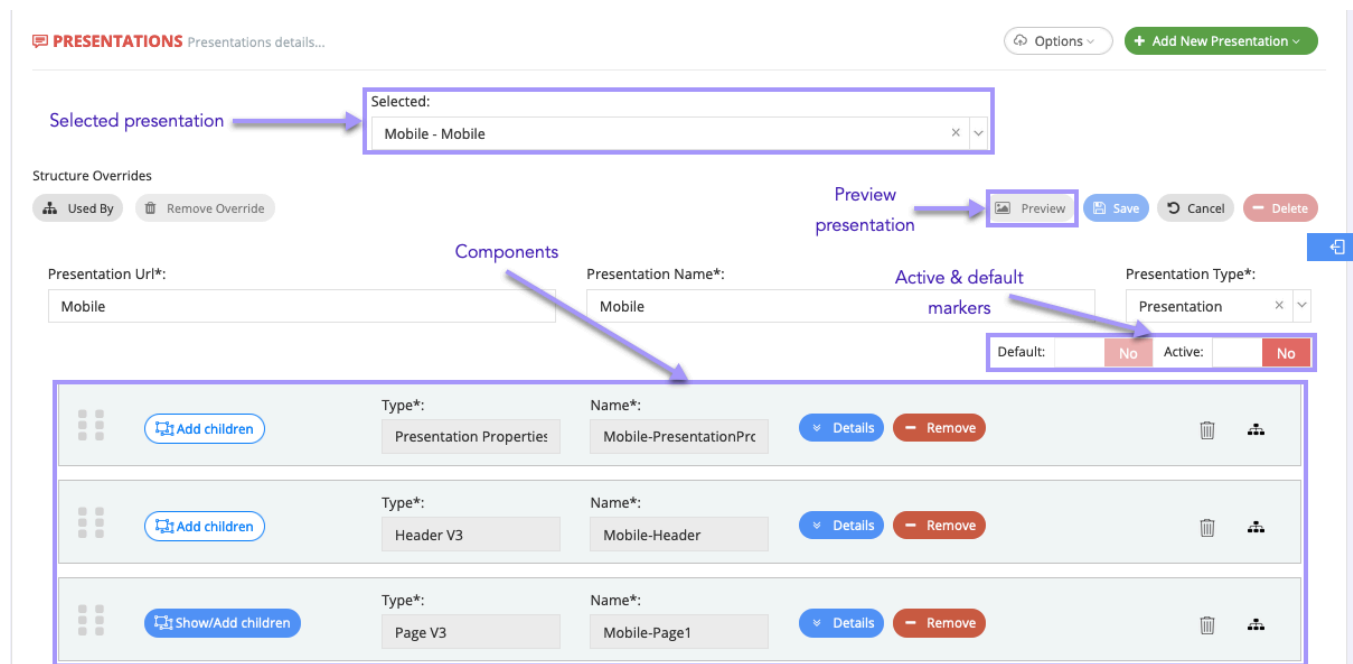 PRESENTATIONS Presentations details...
Options
+ Add New Presentation
Selected:
Selected presentation
Mobile - Mobile
Structure Overrides
Used By
Remove Override
Preview
presentation
Preview
Save
Cancel
Delete
Components
Presentation Url*:
Presentation Name*:
Active & default
markers
Presentation Type*:
Mobile
Mobile
Presentation
Default:
No
Active:
No
Type*:
Name*:
Add children
Presentation Properties
Mobile-PresentationPrc
Details
Remove
Type*:
Name*:
Add children
Header V3
Mobile-Header
Details
Remove
Type*:
Name*:
Show/Add children
Page V3
Mobile-Page1
Details
Remove